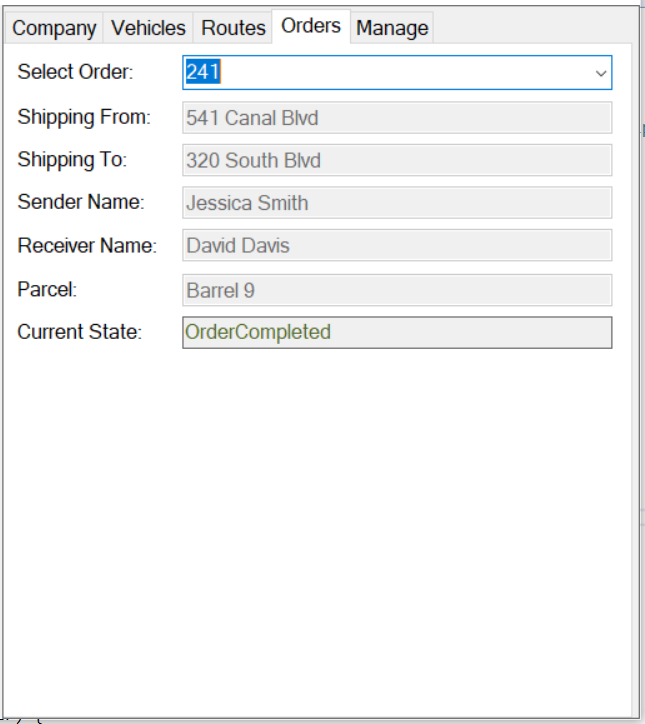 Company Vehicles Routes Orders Manage
Select Order: 241
Shipping From: 541 Canal Blvd
Shipping To: 320 South Blvd
Sender Name: Jessica Smith
Receiver Name: David Davis
Parcel: Barrel 9
Current State: OrderCompleted